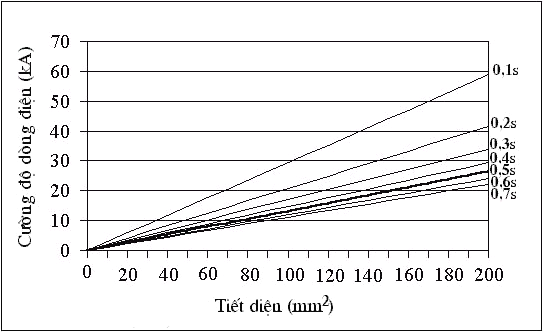 Cường độ dòng điện (kA)
70
60
50
40
30
20
10
0
0.1s
0.2s
0.3s
0.4s
0.5s
0.6s
0.7s
0 20 40 60 80 100 120 140 160 180 200
Tiết diện (mm²)